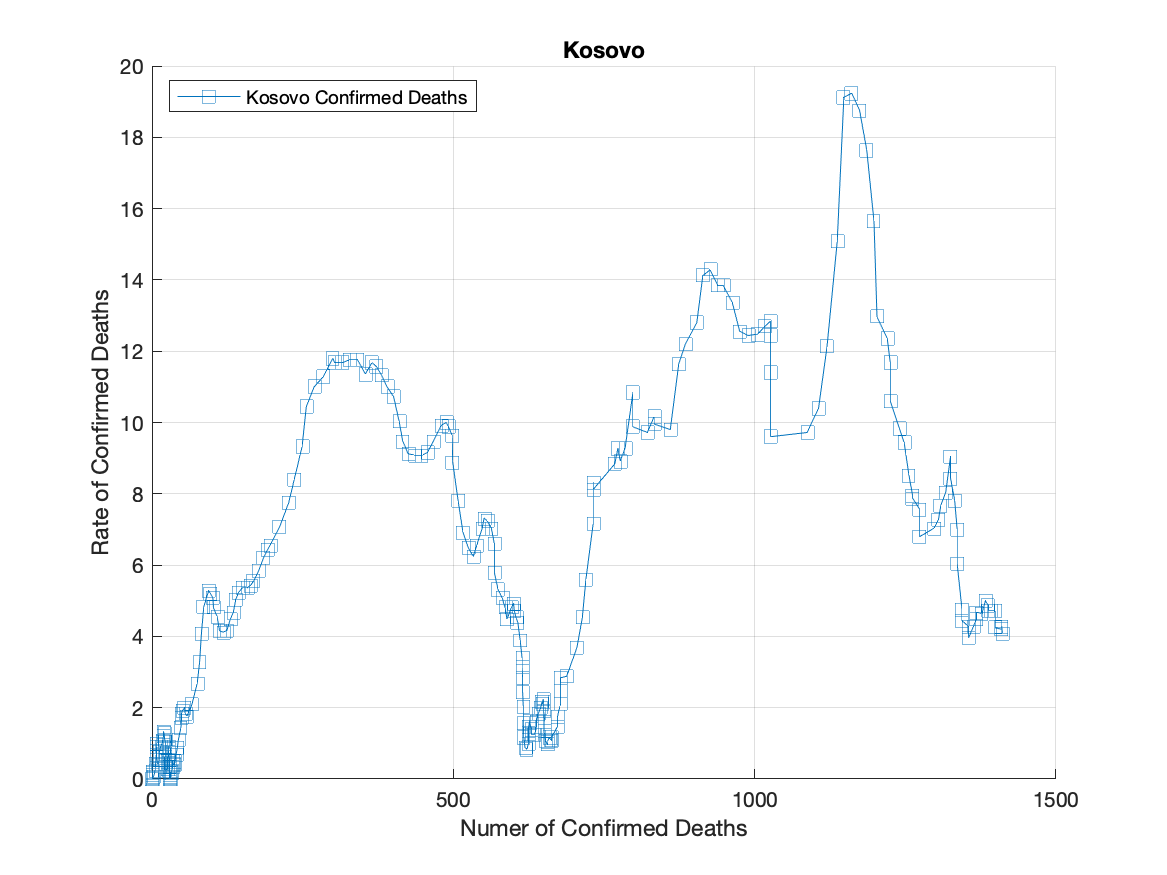 Kosovo
Kosovo Confirmed Deaths
Rate of Confirmed Deaths
20
18
16
14
12
10
8
6
4
2
0
0 500 1000 1500
Numer of Confirmed Deaths